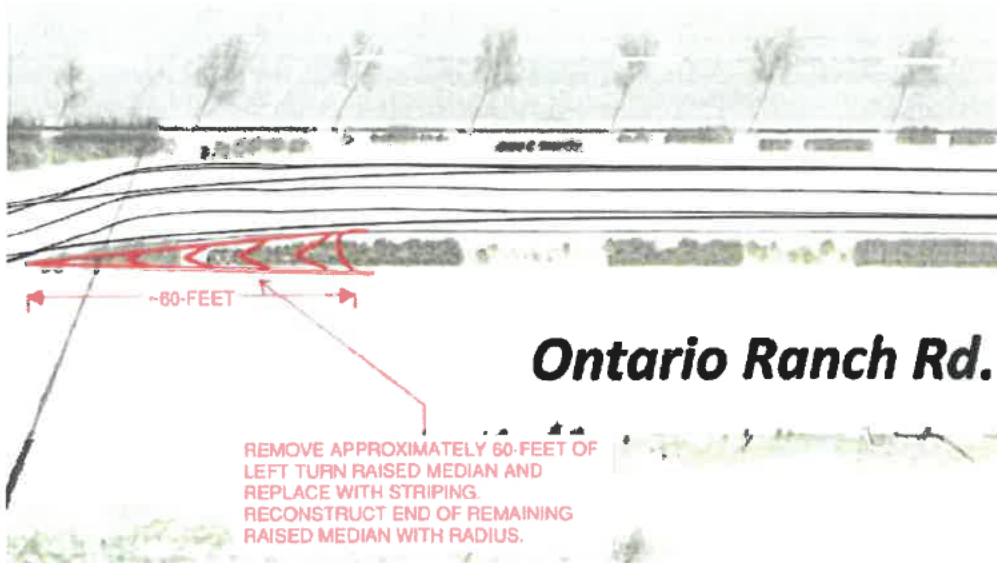 ~60-FEET
Ontario Ranch Rd.
REMOVE APPROXIMATELY 60-FEET OF
LEFT TURN RAISED MEDIAN AND
REPLACE WITH STRIPING.
RECONSTRUCT END OF REMAINING
RAISED MEDIAN WITH RADIUS.